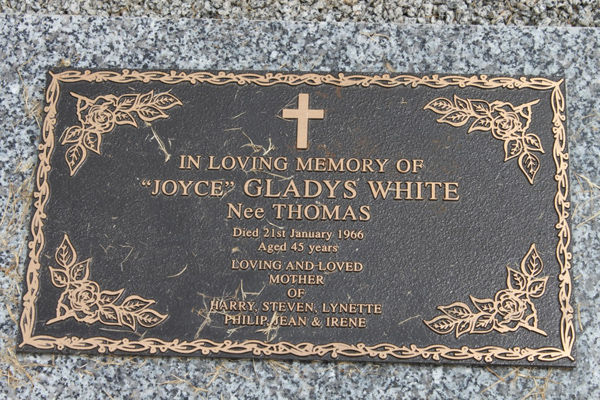 IN LOVING MEMORY OF
"JOYCE" GLADYS WHITE
Nee THOMAS
Died 21st January 1966
Aged 45 years
LOVING AND LOVED
MOTHER
OF
HARRY, STEVEN, LYNETTE
PHILIP, JEAN & IRENE